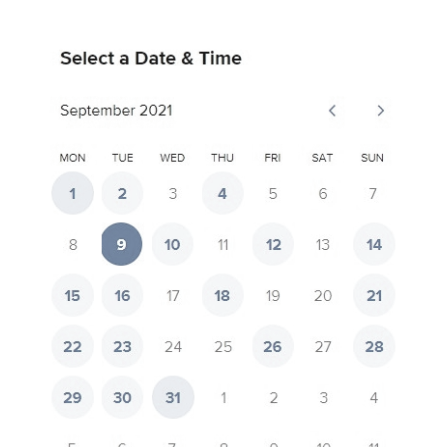 Select a Date & Time
September 2021
MON TUE WED THU FRI SAT SUN
1 2 3 4 5 6 7
8 9 10 11 12 13 14
15 16 17 18 19 20 21
22 23 24 25 26 27 28
29 30 31 1 2 3 4